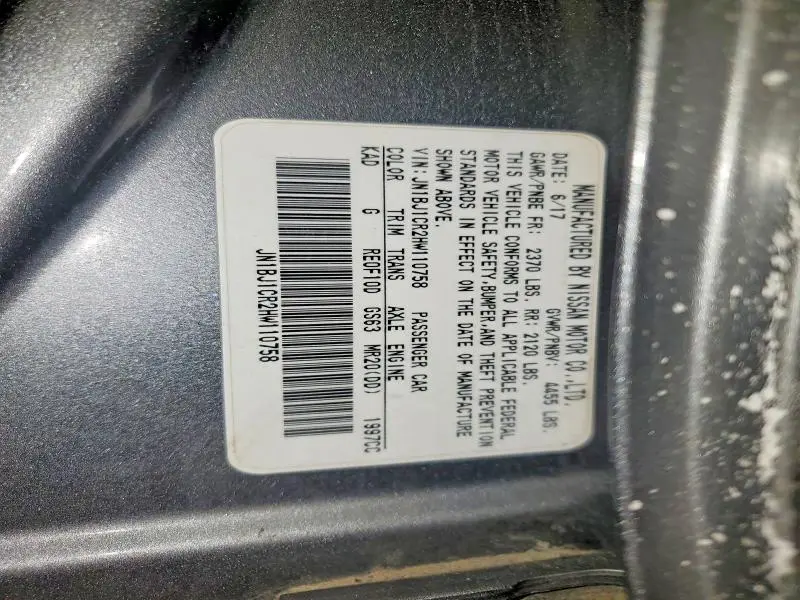 MANUFACTURED BY NISSAN MOTOR CO.,LTD.
DATE: 6/17 GVWR/PNBV: 4455 LBS.
GAWR/PNBE FR: 2370 LBS. RR: 2120 LBS.
THIS VEHICLE CONFORMS TO ALL APPLICABLE FEDERAL
MOTOR VEHICLE SAFETY,BUMPER,AND THEFT PREVENTION
STANDARDS IN EFFECT ON THE DATE OF MANUFACTURE
SHOWN ABOVE.
VIN:JN1BJ1CR2HW110758 PASSENGER CAR
COLOR TRIM TRANS AXLE ENGINE
KAD G RE0F10D GS63 MR20(DD) 1997CC
JN1BJ1CR2HW110758